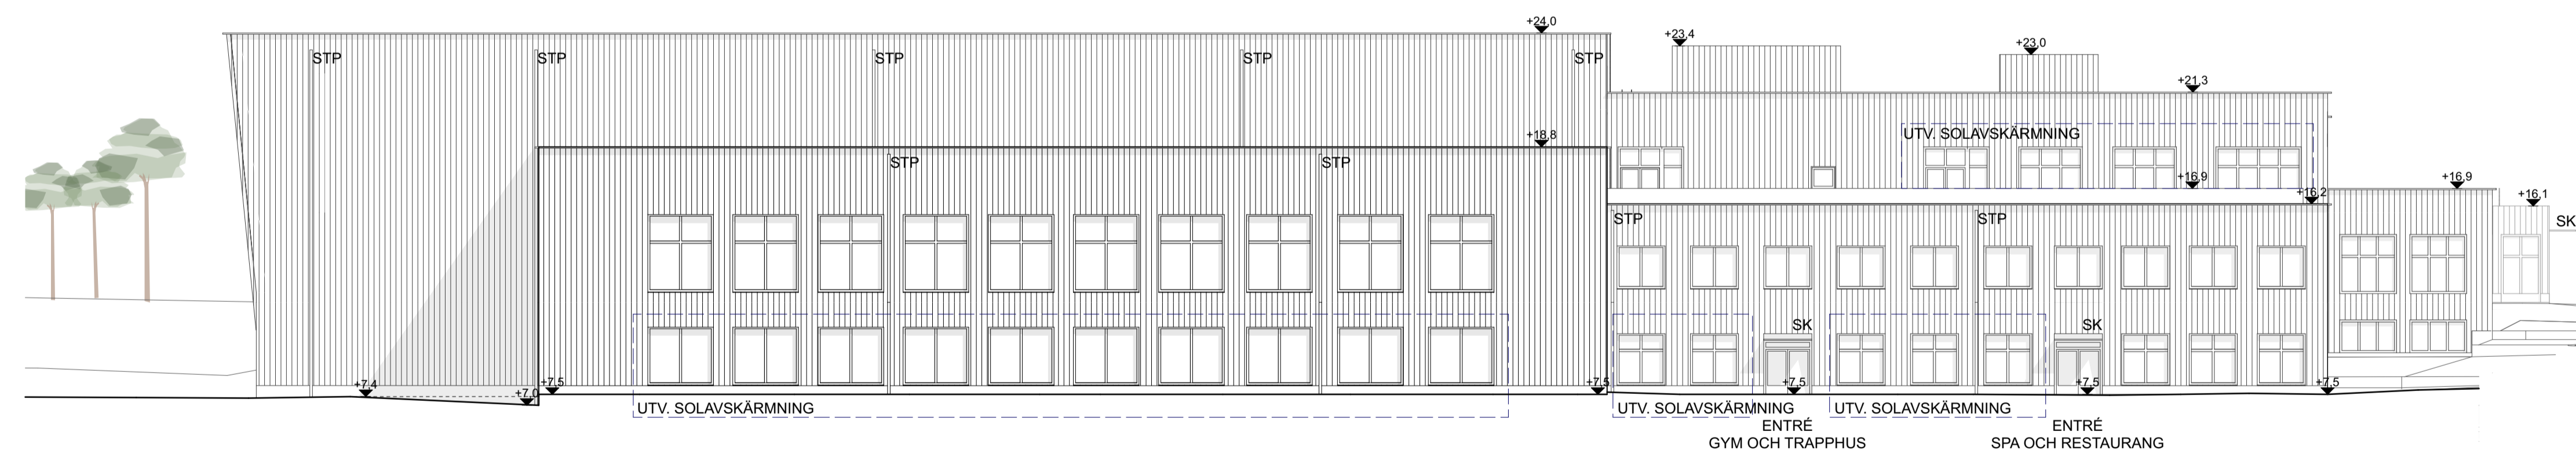 +24,0
+23,4
+23,0
STP
STP
STP
STP
STP
+21,3
UTV. SOLAVSKÄRMNING
+18,8
STP
STP
+16,9
+16,9
+16,2
+16,1
STP
STP
SK
SK
SK
+7,4
+7,0
+7,5
+7,5
+7,5
+7,5
+7,5
UTV. SOLAVSKÄRMNING
UTV. SOLAVSKÄRMNING
UTV. SOLAVSKÄRMNING
ENTRÉ
GYM OCH TRAPPHUS
ENTRÉ
SPA OCH RESTAURANG